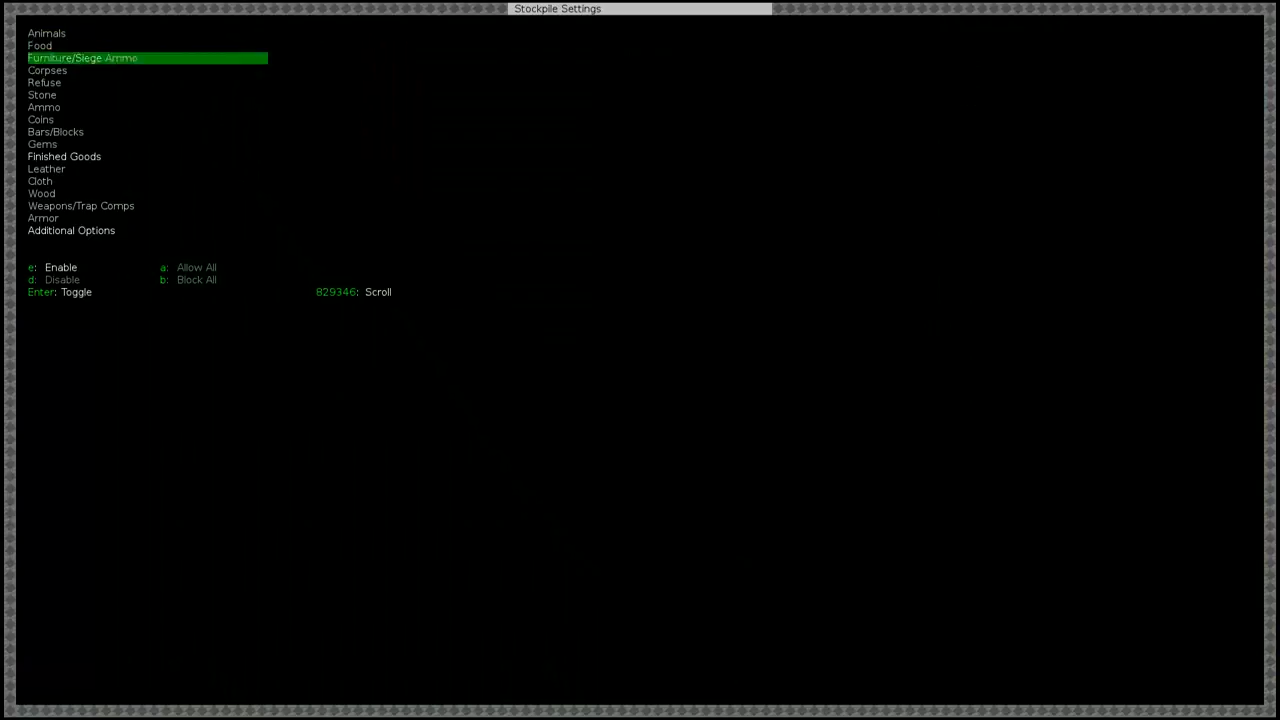 Stockpile Settings
Animals
Food
Furniture/Siege Ammo
Corpses
Refuse
Stone
Ammo
Coins
Bars/Blocks
Gems
Finished Goods
Leather
Cloth
Wood
Weapons/Trap Comps
Armor
Additional Options
e: Enable a: Allow All
d: Disable b: Block All
Enter: Toggle 829346: Scroll